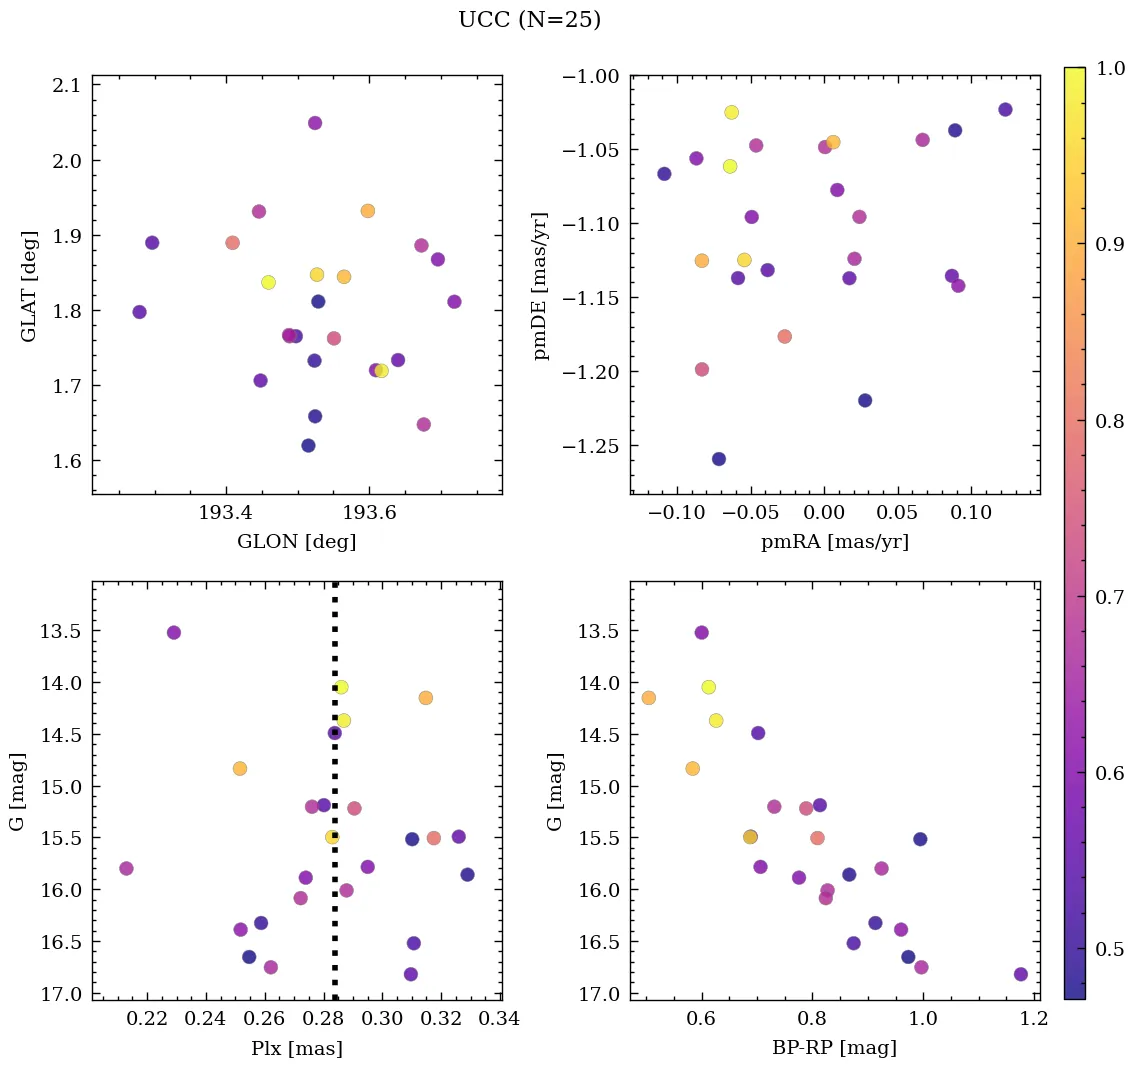 UCC (N=25)
2.1
2.0
1.9
1.8
1.7
1.6
GLAT [deg]
193.4 193.6
GLON [deg]
−1.00
−1.05
−1.10
−1.15
−1.20
−1.25
pmDE [mas/yr]
−0.10 −0.05 0.00 0.05 0.10
pmRA [mas/yr]
1.0
0.9
0.8
0.7
0.6
0.5
13.5
14.0
14.5
15.0
15.5
16.0
16.5
17.0
G [mag]
0.22 0.24 0.26 0.28 0.30 0.32 0.34
Plx [mas]
13.5
14.0
14.5
15.0
15.5
16.0
16.5
17.0
G [mag]
0.6 0.8 1.0 1.2
BP-RP [mag]